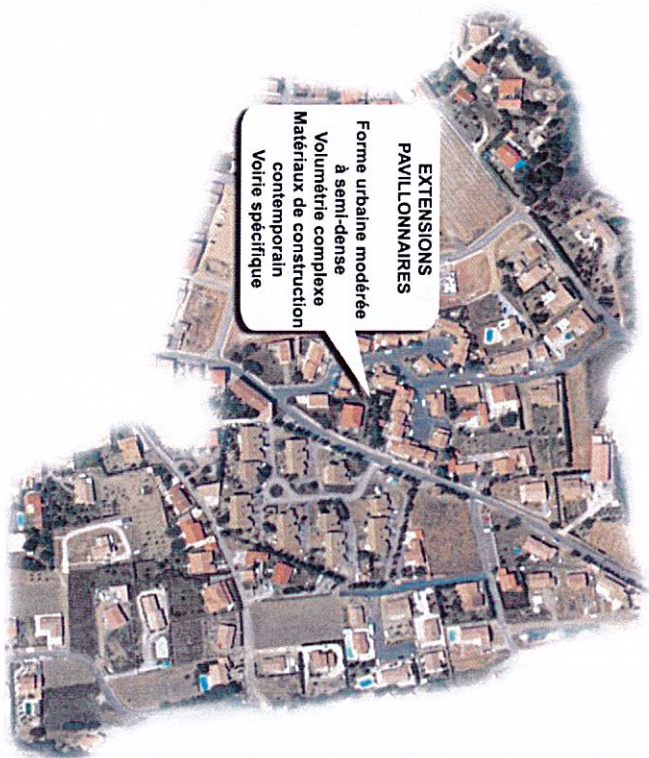 EXTENSIONS
PAVILLONNAIRES
Forme urbaine modérée
à semi-dense
Volumétrie complexe
Matériaux de construction
contemporain
Voirie spécifique